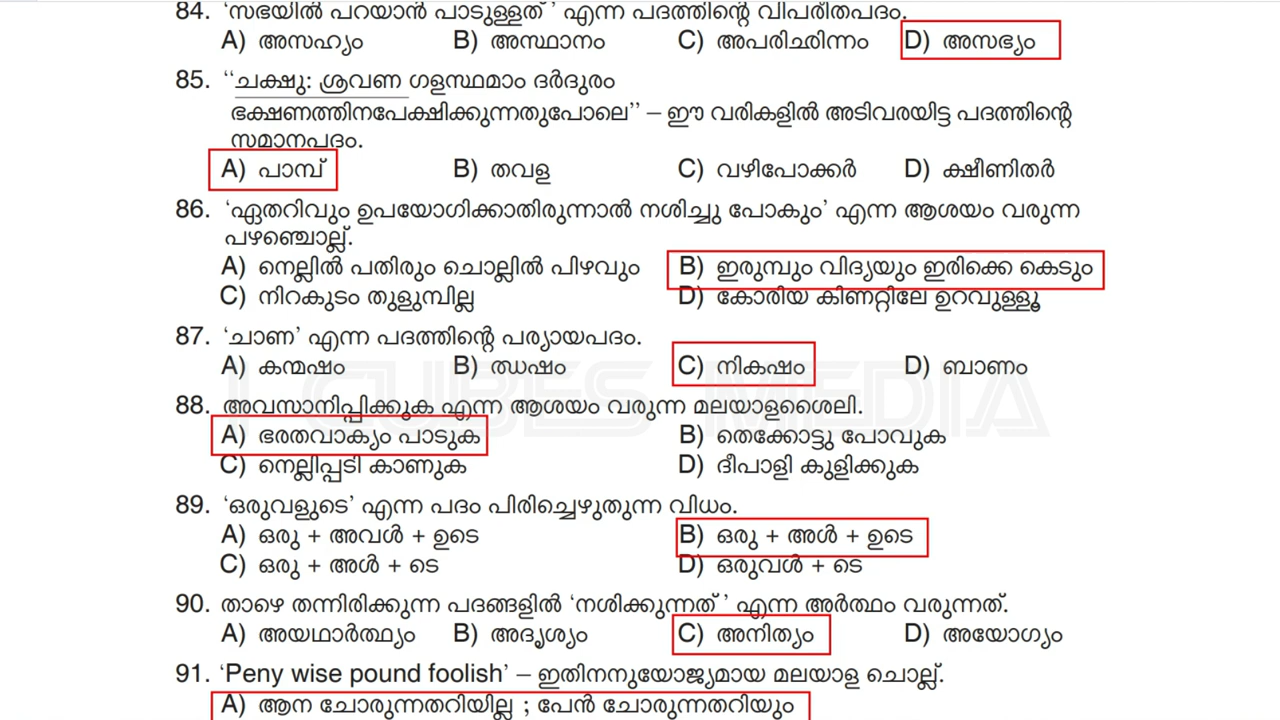 84. ‘സഭയിൽ പറയാൻ പാടുള്ളത് ’ എന്ന പദത്തിന്റെ വിപരീതപദം.
A) അസഹ്യം B) അസ്ഥാനം C) അപരിഛിന്നം D) അസഭ്യം
85. ‘‘ചക്ഷു: ശ്രവണ ഗളസ്ഥമാം ദർദുരം
ഭക്ഷണത്തിനപേക്ഷിക്കുന്നതുപോലെ’’ – ഈ വരികളിൽ അടിവരയിട്ട പദത്തിന്റെ
സമാനപദം.
A) പാമ്പ് B) തവള C) വഴിപോക്കർ D) ക്ഷീണിതർ
86. ‘ഏതറിവും ഉപയോഗിക്കാതിരുന്നാൽ നശിച്ചു പോകും’ എന്ന ആശയം വരുന്ന
പഴഞ്ചൊല്ല്.
A) നെല്ലിൽ പതിരും ചൊല്ലിൽ പിഴവും B) ഇരുമ്പും വിദ്യയും ഇരിക്കെ കെടും
C) നിറകുടം തുളുമ്പില്ല D) കോരിയ കിണറ്റിലേ ഉറവുള്ളൂ
87. ‘ചാണ’ എന്ന പദത്തിന്റെ പര്യായപദം.
A) കന്മഷം B) ഝഷം C) നികഷം D) ബാണം
I CUBES MEDIA
88. അവസാനിപ്പിക്കുക എന്ന ആശയം വരുന്ന മലയാളശൈലി.
A) ഭരതവാക്യം പാടുക B) തെക്കോട്ടു പോവുക
C) നെല്ലിപ്പടി കാണുക D) ദീപാളി കുളിക്കുക
89. ‘ഒരുവളുടെ’ എന്ന പദം പിരിച്ചെഴുതുന്ന വിധം.
A) ഒരു + അവൾ + ഉടെ B) ഒരു + അൾ + ഉടെ
C) ഒരു + അൾ + ടെ D) ഒരുവൾ + ടെ
90. താഴെ തന്നിരിക്കുന്ന പദങ്ങളിൽ ‘നശിക്കുന്നത് ’ എന്ന അർത്ഥം വരുന്നത്.
A) അയഥാർത്ഥ്യം B) അദൃശ്യം C) അനിത്യം D) അയോഗ്യം
91. ‘Peny wise pound foolish’ – ഇതിനനുയോജ്യമായ മലയാള ചൊല്ല്.
A) ആന ചോരുന്നതറിയില്ല ; പേൻ ചോരുന്നതറിയും